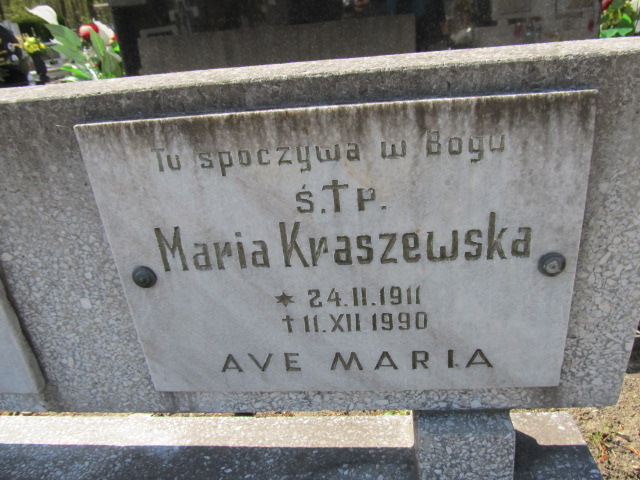 Tu spoczywa w Bogu
Ś.†P.
Maria Kraszewska
* 24.II.1911
† 11.XII 1990
AVE MARIA